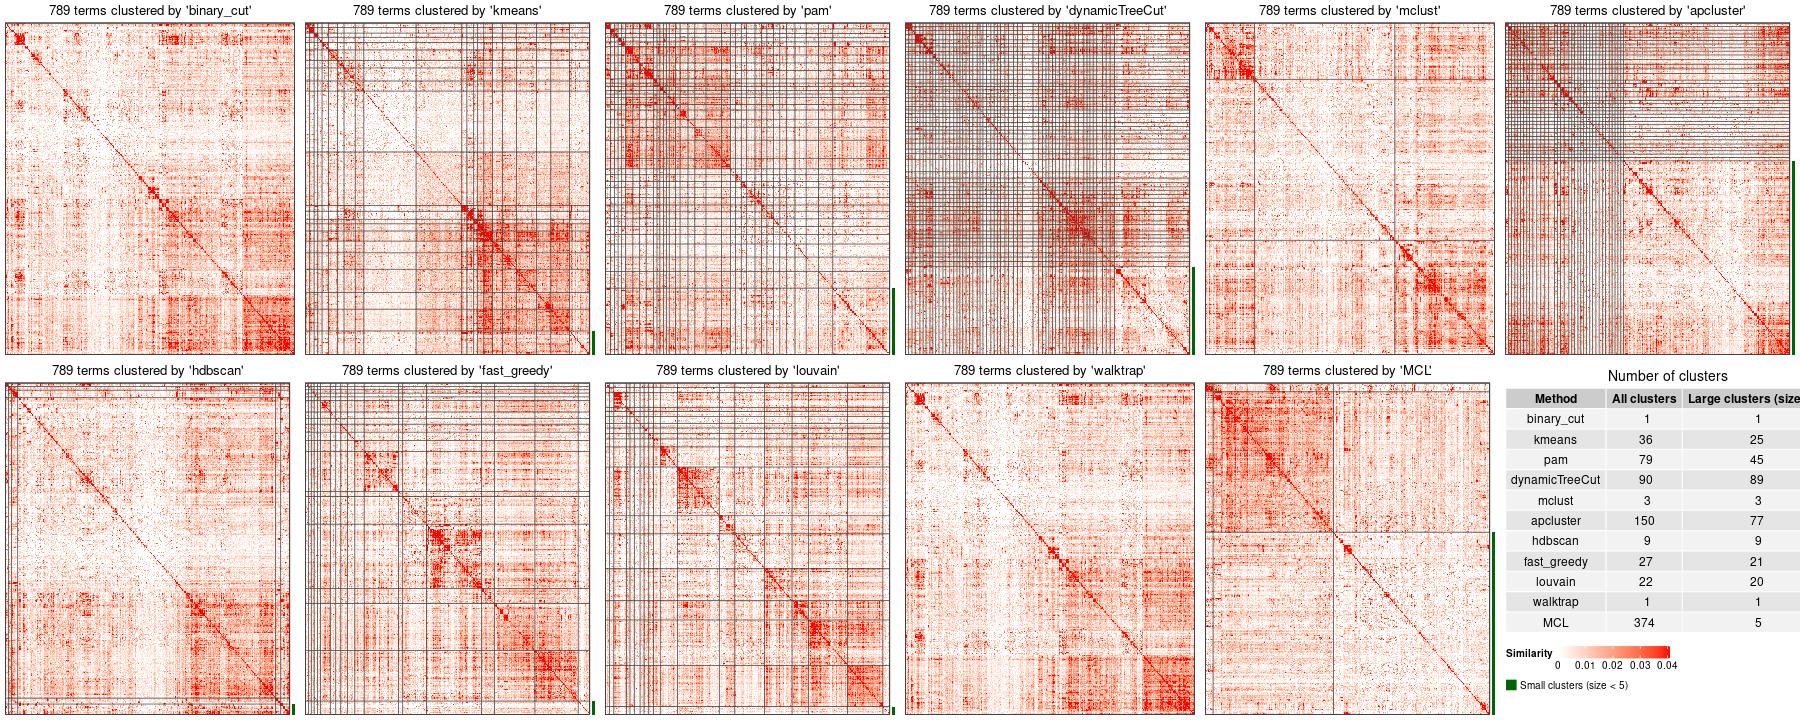 789 terms clustered by 'binary_cut'
789 terms clustered by 'kmeans'
789 terms clustered by 'pam'
789 terms clustered by 'dynamicTreeCut'
789 terms clustered by 'mclust'
789 terms clustered by 'apcluster'
789 terms clustered by 'hdbscan'
789 terms clustered by 'fast_greedy'
789 terms clustered by 'louvain'
789 terms clustered by 'walktrap'
789 terms clustered by 'MCL'
Number of clusters
Method All clusters Large clusters (size
binary_cut 1 1
kmeans 36 25
pam 79 45
dynamicTreeCut 90 89
mclust 3 3
apcluster 150 77
hdbscan 9 9
fast_greedy 27 21
louvain 22 20
walktrap 1 1
MCL 374 5
Similarity
0 0.01 0.02 0.03 0.04
Small clusters (size < 5)